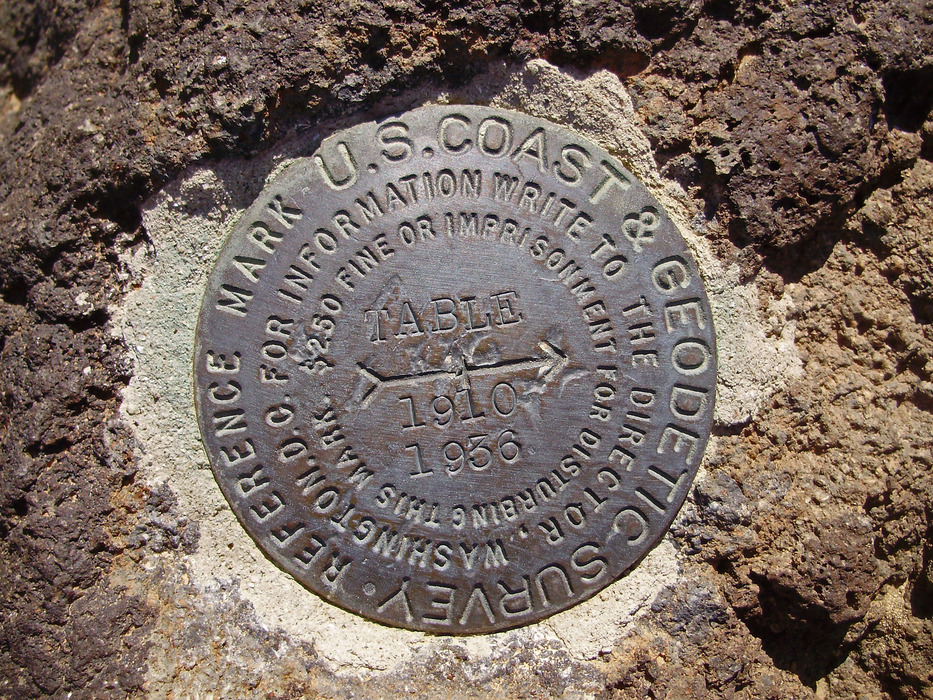 U.S. COAST & GEODETIC SURVEY · REFERENCE MARK
FOR INFORMATION WRITE TO THE DIRECTOR, WASHINGTON, D.C.
$250 FINE OR IMPRISONMENT FOR DISTURBING THIS MARK.
TABLE
1910
1936